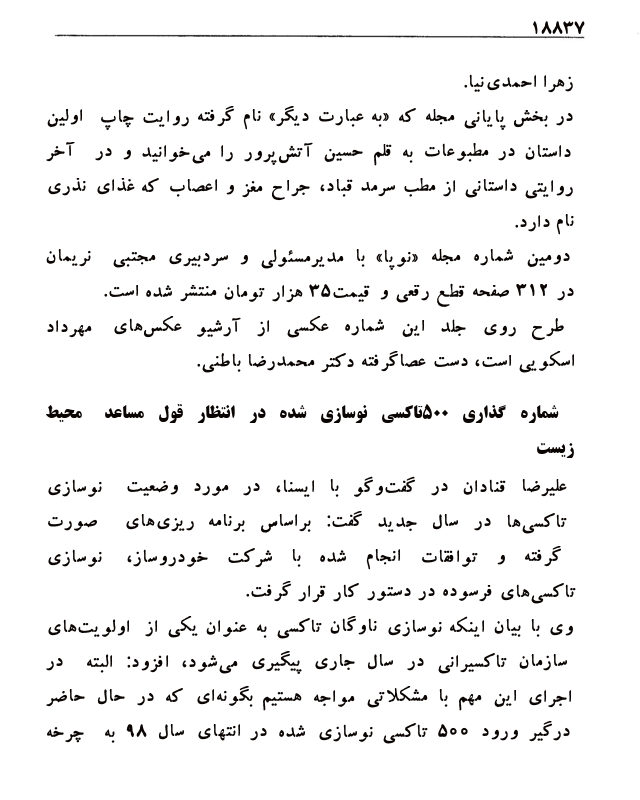 ۱۸۸۳۷
زهرا احمدی‌نیا.
در بخش پایانی مجله که «به عبارت دیگر» نام گرفته روایت چاپ اولین
داستان در مطبوعات به قلم حسین آتش‌پرور را می‌خوانید و در آخر
روایتی داستانی از مطب سرمد قباد، جراح مغز و اعصاب که غذای نذری
نام دارد.
دومین شماره مجله «نوپا» با مدیرمسئولی و سردبیری مجتبی نریمان
در ۳۱۲ صفحه قطع رقعی و قیمت۳۵ هزار تومان منتشر شده است.
طرح روی جلد این شماره عکسی از آرشیو عکس‌های مهرداد
اسکویی است، دست عصاگرفته دکتر محمدرضا باطنی.
شماره گذاری ۵۰۰تاکسی نوسازی شده در انتظار قول مساعد محیط
زیست
علیرضا قنادان در گفت‌وگو با ایسنا، در مورد وضعیت نوسازی
تاکسی‌ها در سال جدید گفت: براساس برنامه ریزی‌های صورت
گرفته و توافقات انجام شده با شرکت خودروساز، نوسازی
تاکسی‌های فرسوده در دستور کار قرار گرفت.
وی با بیان اینکه نوسازی ناوگان تاکسی به عنوان یکی از اولویت‌های
سازمان تاکسیرانی در سال جاری پیگیری می‌شود، افزود: البته در
اجرای این مهم با مشکلاتی مواجه هستیم بگونه‌ای که در حال حاضر
درگیر ورود ۵۰۰ تاکسی نوسازی شده در انتهای سال ۹۸ به چرخه